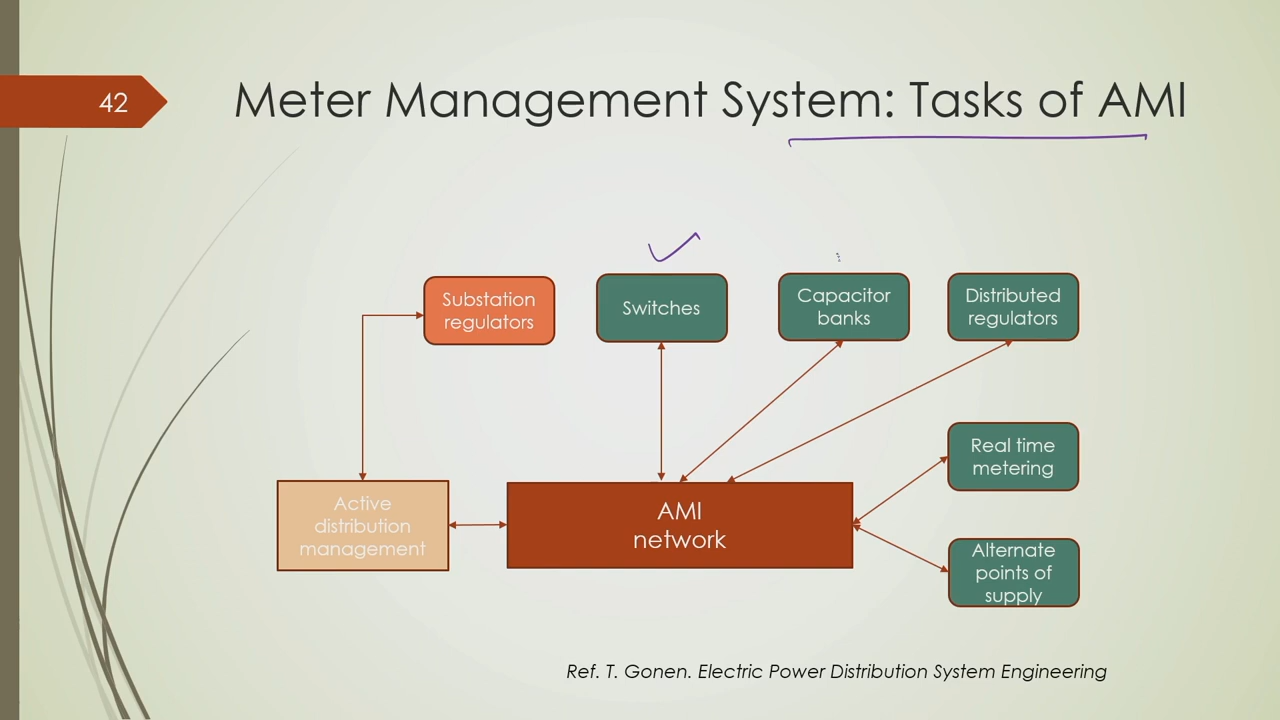 42
Meter Management System: Tasks of AMI
Substation
regulators
Switches
Capacitor
banks
Distributed
regulators
Real time
metering
Active
distribution
management
AMI
network
Alternate
points of
supply
Ref. T. Gonen. Electric Power Distribution System Engineering